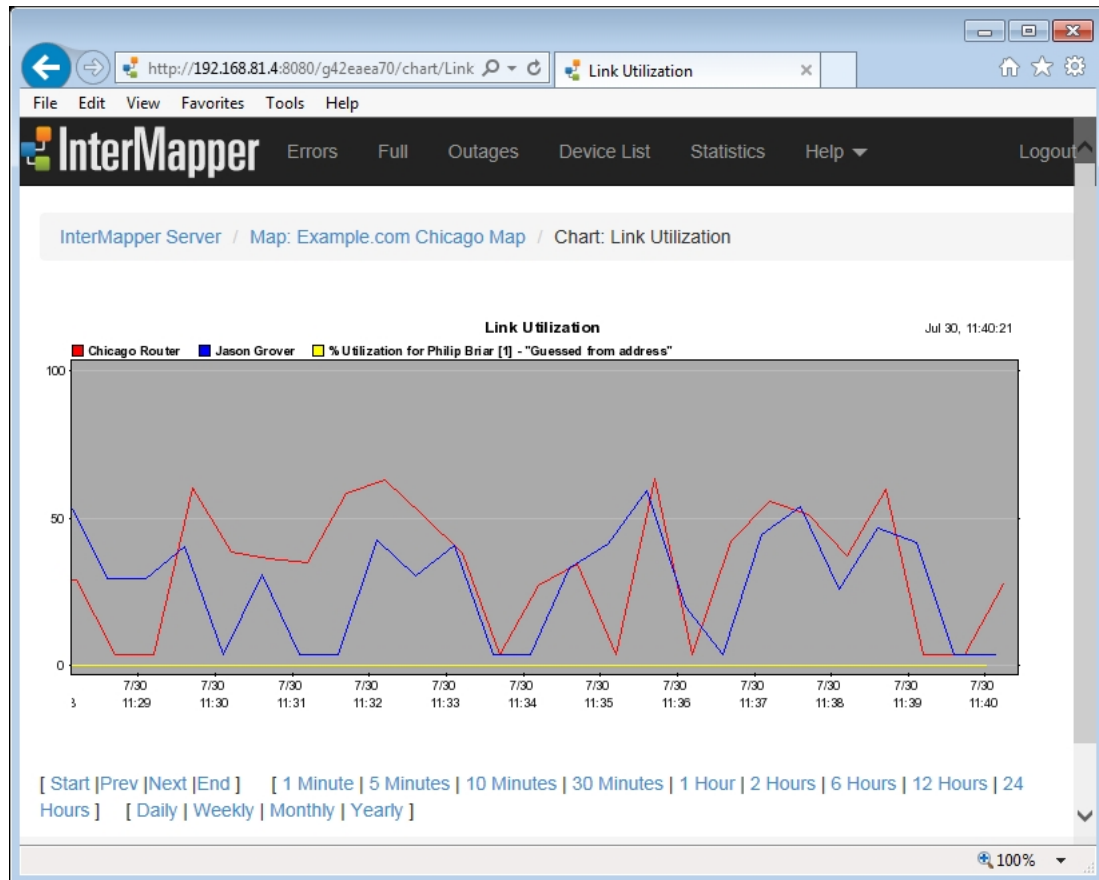 http://192.168.81.4:8080/g42eaea70/chart/Link
Link Utilization
File Edit View Favorites Tools Help
InterMapper Errors Full Outages Device List Statistics Help Logout
InterMapper Server / Map: Example.com Chicago Map / Chart: Link Utilization
Link Utilization
Jul 30, 11:40:21
Chicago Router Jason Grover % Utilization for Philip Briar [1] - "Guessed from address"
100
50
0
7/30 7/30 7/30 7/30 7/30 7/30 7/30 7/30 7/30 7/30 7/30 7/30
11:29 11:30 11:31 11:32 11:33 11:34 11:35 11:36 11:37 11:38 11:39 11:40
[ Start |Prev |Next |End ] [ 1 Minute | 5 Minutes | 10 Minutes | 30 Minutes | 1 Hour | 2 Hours | 6 Hours | 12 Hours | 24
Hours ] [ Daily | Weekly | Monthly | Yearly ]
100%